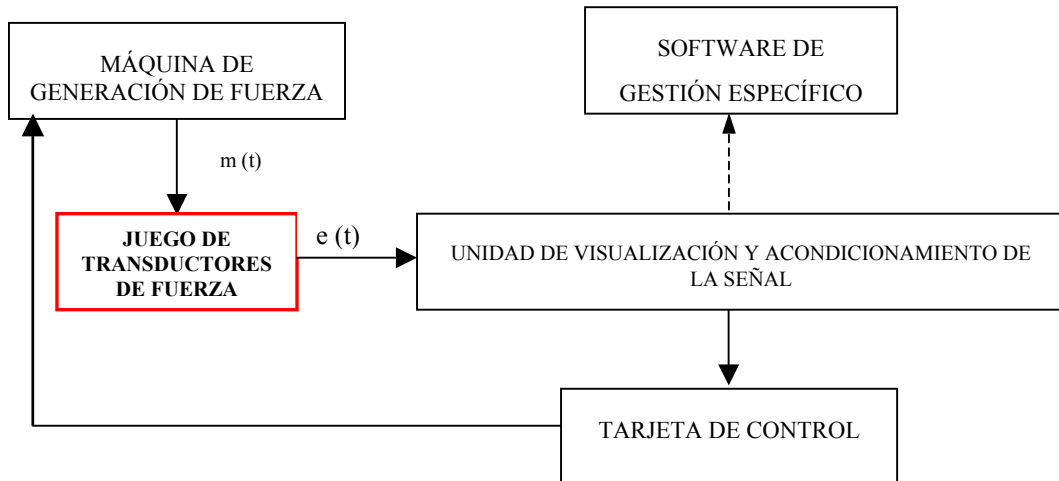 MÁQUINA DE
GENERACIÓN DE FUERZA
SOFTWARE DE
GESTIÓN ESPECÍFICO
m (t)
JUEGO DE
TRANSDUCTORES
DE FUERZA
e (t)
UNIDAD DE VISUALIZACIÓN Y ACONDICIONAMIENTO DE
LA SEÑAL
TARJETA DE CONTROL